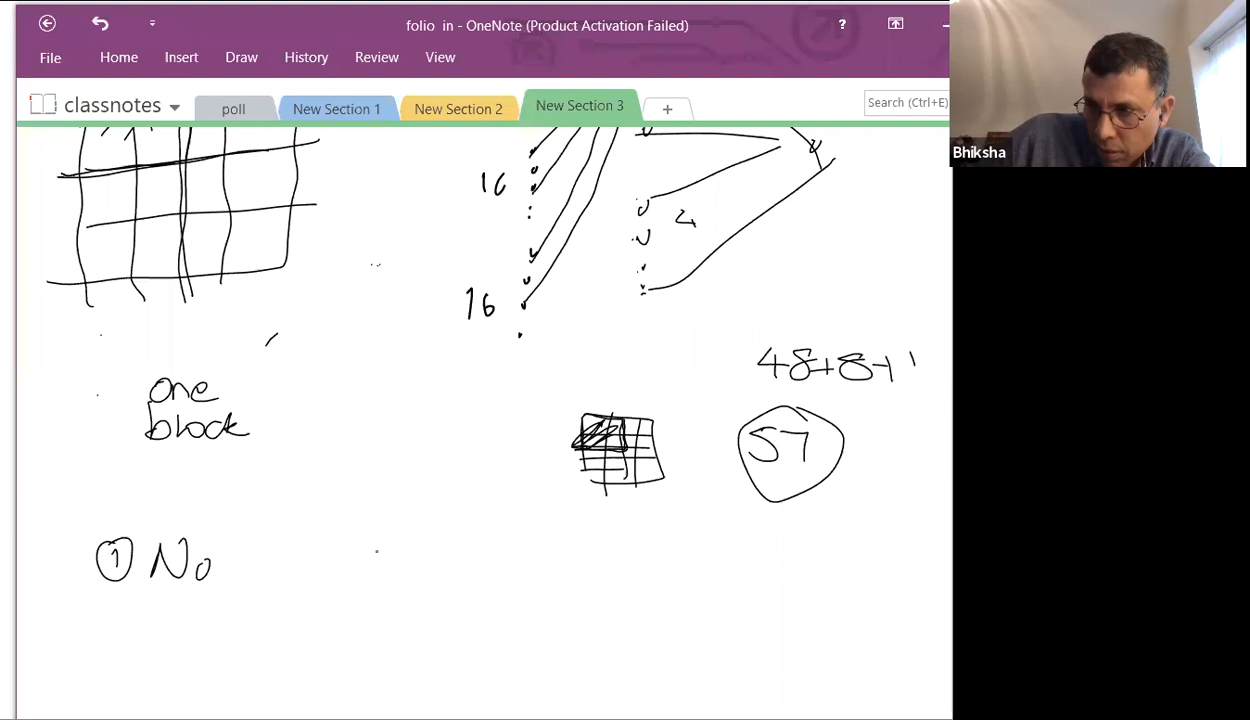 folio in - OneNote (Product Activation Failed)
?
File Home Insert Draw History Review View
classnotes poll New Section 1 New Section 2 New Section 3 +
Search (Ctrl+E)
Bhiksha
16
4
16
48+8+1
one
block
57
1 No